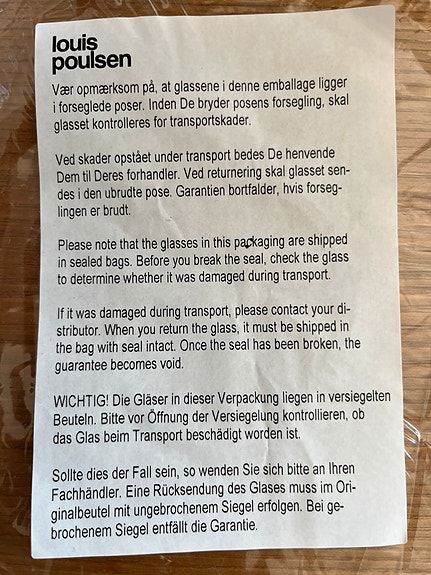 louis
poulsen
Vær opmærksom på, at glassene i denne emballage ligger
i forseglede poser. Inden De bryder posens forsegling, skal
glasset kontrolleres for transportskader.
Ved skader opstået under transport bedes De henvende
Dem til Deres forhandler. Ved returnering skal glasset sen-
des i den ubrudte pose. Garantien bortfalder, hvis forseg-
lingen er brudt.
Please note that the glasses in this packaging are shipped
in sealed bags. Before you break the seal, check the glass
to determine whether it was damaged during transport.
If it was damaged during transport, please contact your di-
stributor. When you return the glass, it must be shipped in
the bag with seal intact. Once the seal has been broken, the
guarantee becomes void.
WICHTIG! Die Gläser in dieser Verpackung liegen in versiegelten
Beuteln. Bitte vor Öffnung der Versiegelung kontrollieren, ob
das Glas beim Transport beschädigt worden ist.
Sollte dies der Fall sein, so wenden Sie sich bitte an Ihren
Fachhändler. Eine Rücksendung des Glases muss im Ori-
ginalbeutel mit ungebrochenem Siegel erfolgen. Bei ge-
brochenem Siegel entfällt die Garantie.